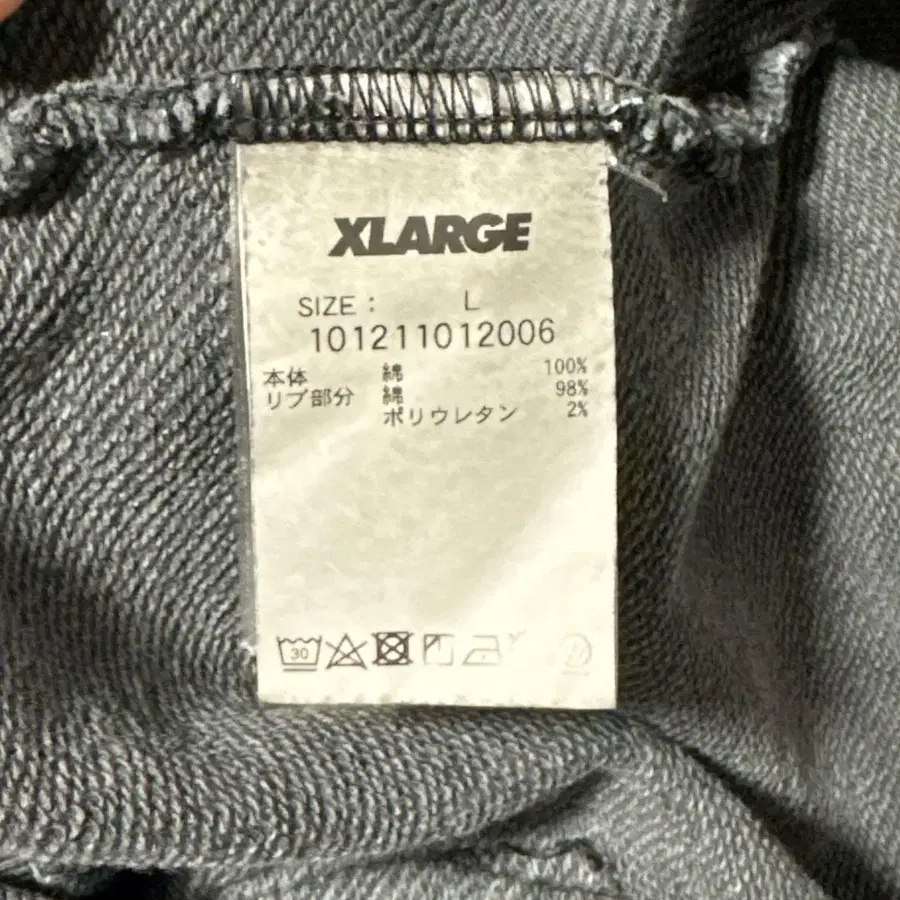 XLARGE
SIZE : L
101211012006
本体 綿 100%
リブ部分 綿 98%
ポリウレタン 2%
30